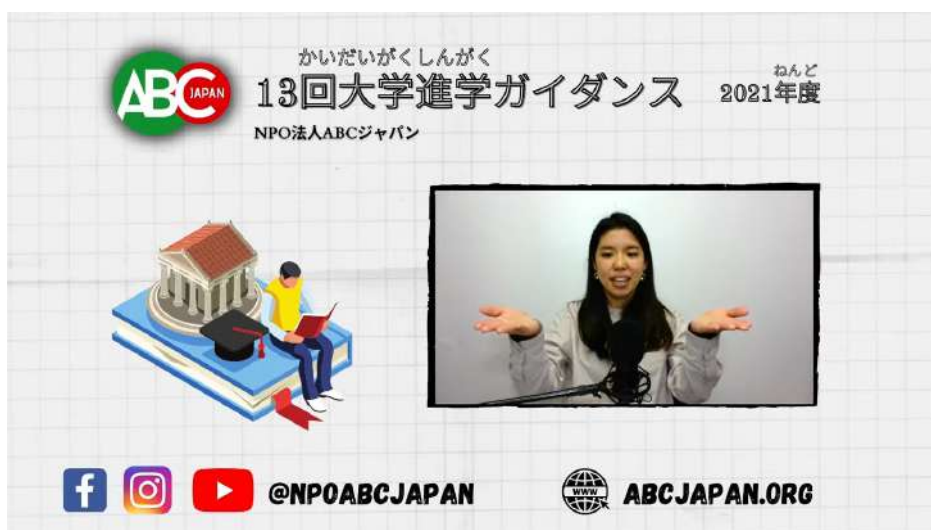 ABC JAPAN
かいだいがくしんがく
13回大学進学ガイダンス
ねんど
2021年度
NPO法人ABCジャパン
@NPOABCJAPAN
WWW
ABCJAPAN.ORG